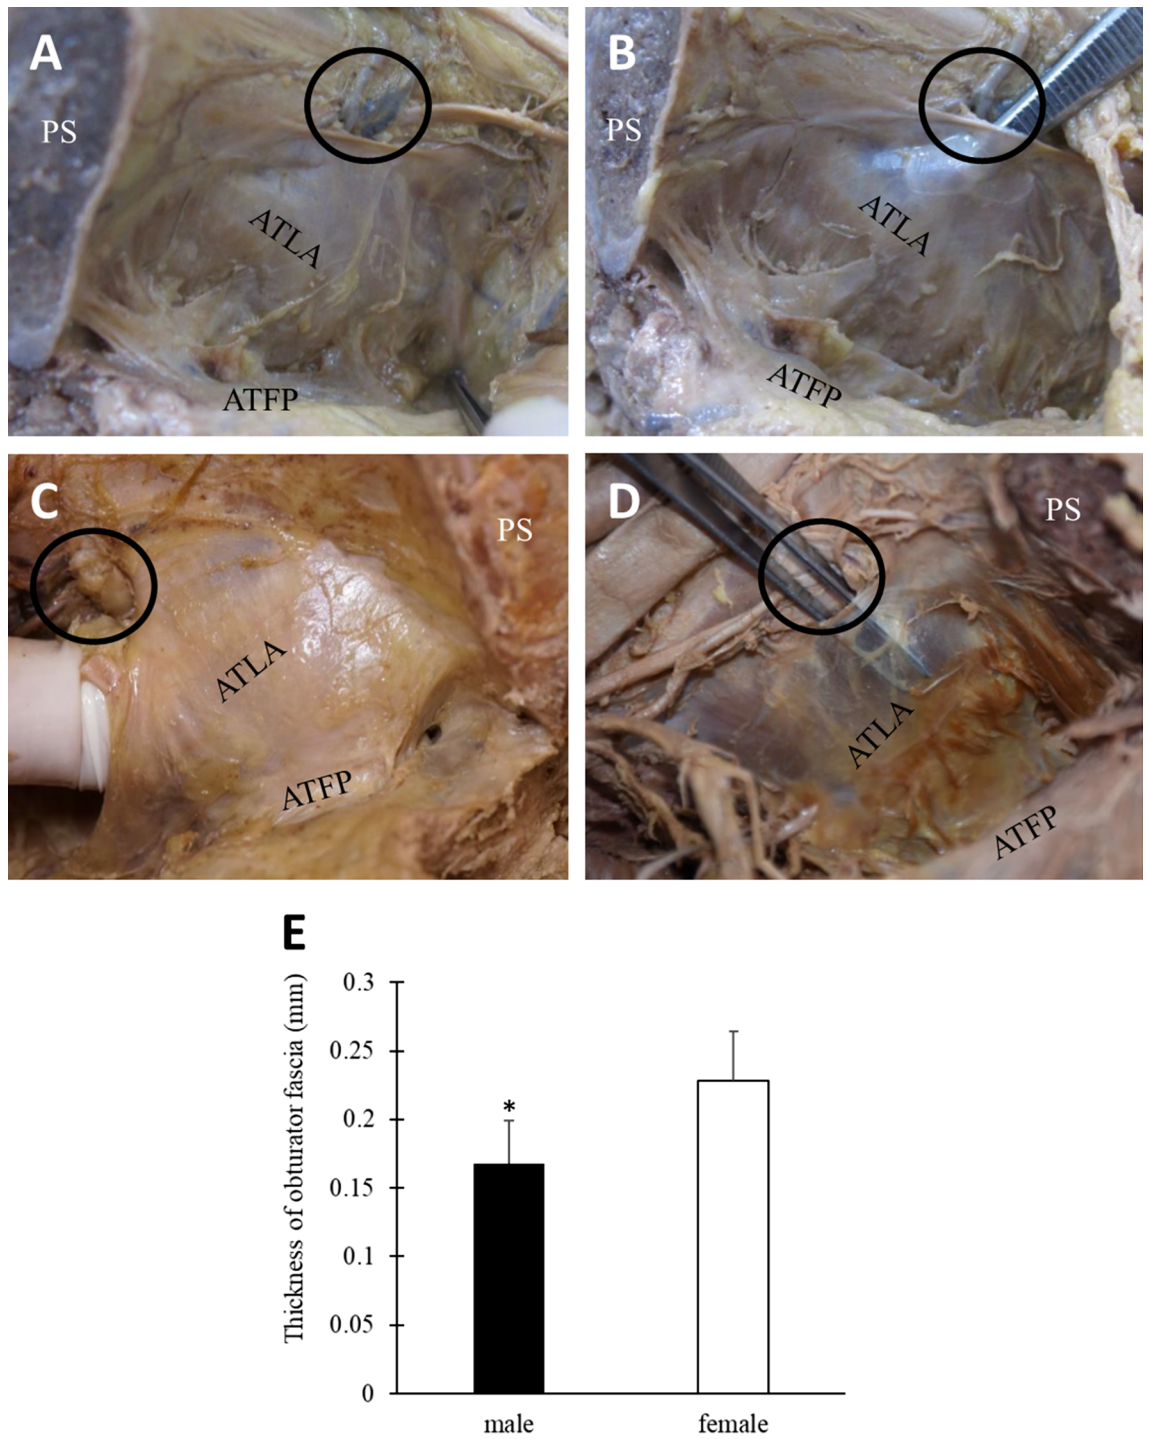 A
PS
ATLA
ATFP
B
PS
ATLA
ATFP
C
PS
ATLA
ATFP
D
PS
ATLA
ATFP
E
Thickness of obturator fascia (mm)
0.3
0.25
0.2
0.15
0.1
0.05
0
*
male
female